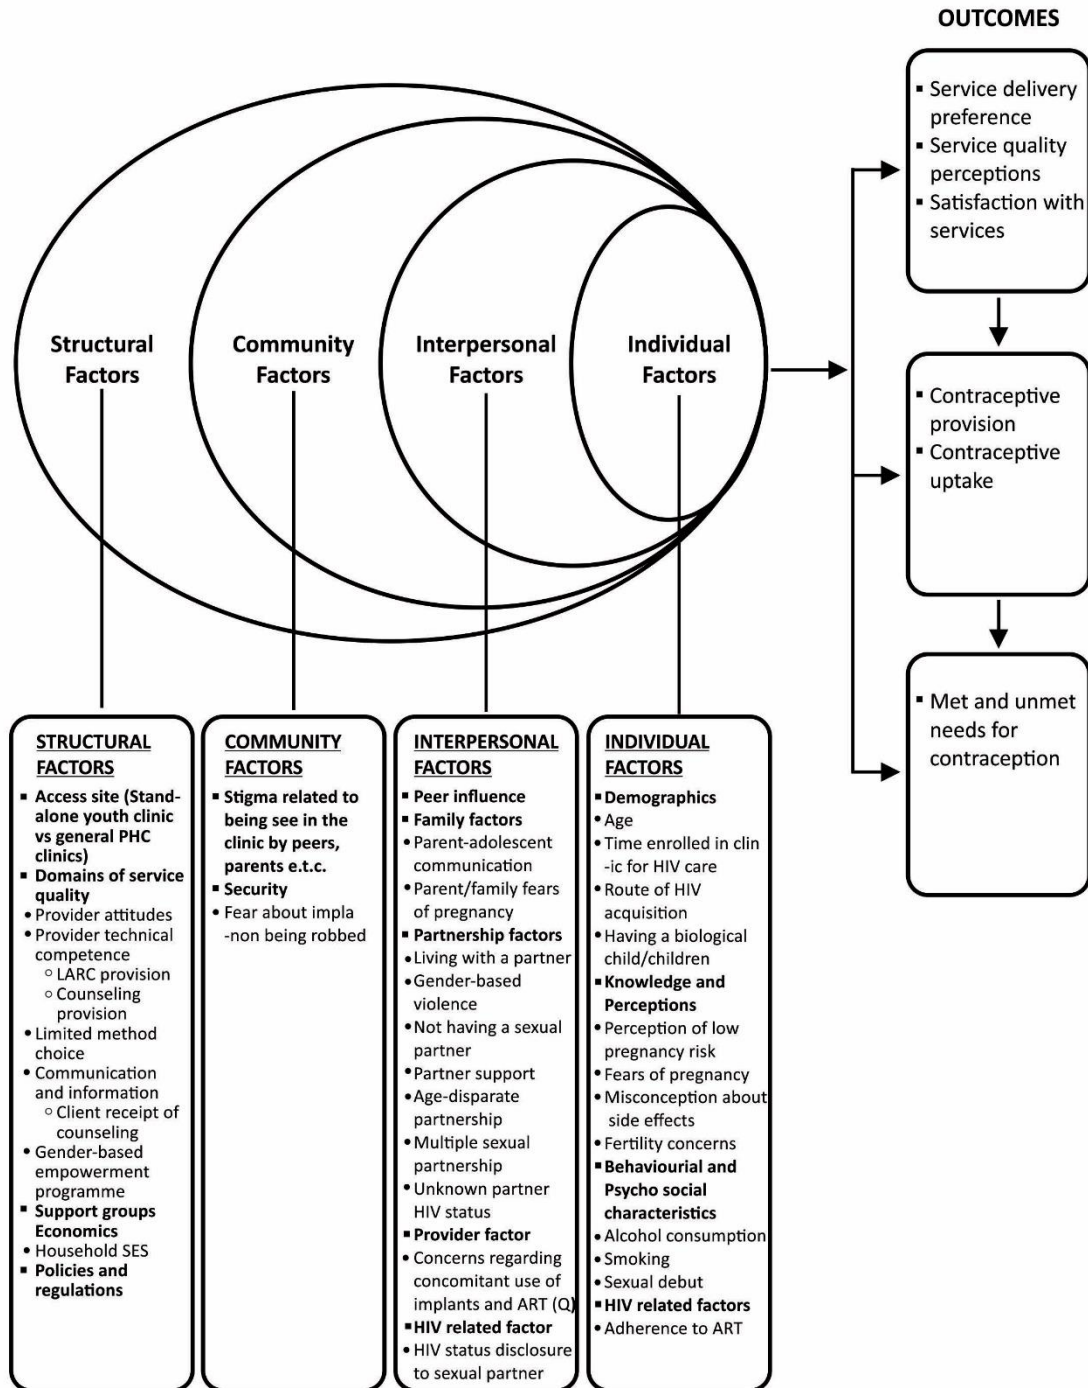 OUTCOMES
▪ Service delivery
preference
▪ Service quality
perceptions
▪ Satisfaction with
services
Structural
Factors
Community
Factors
Interpersonal
Factors
Individual
Factors
▪ Contraceptive
provision
▪ Contraceptive
uptake
▪ Met and unmet
needs for
contraception
STRUCTURAL
FACTORS
▪ Access site (Stand-
alone youth clinic
vs general PHC
clinics)
▪ Domains of service
quality
• Provider attitudes
• Provider technical
competence
○ LARC provision
○ Counseling
provision
• Limited method
choice
• Communication
and information
○ Client receipt of
counseling
• Gender-based
empowerment
programme
▪ Support groups
Economics
• Household SES
▪ Policies and
regulations
COMMUNITY
FACTORS
▪ Stigma related to
being see in the
clinic by peers,
parents e.t.c.
▪ Security
• Fear about impla
-non being robbed
INTERPERSONAL
FACTORS
▪ Peer influence
▪ Family factors
• Parent-adolescent
communication
• Parent/family fears
of pregnancy
▪ Partnership factors
• Living with a partner
• Gender-based
violence
• Not having a sexual
partner
• Partner support
• Age-disparate
partnership
• Multiple sexual
partnership
• Unknown partner
HIV status
▪ Provider factor
• Concerns regarding
concomitant use of
implants and ART (Q)
▪ HIV related factor
• HIV status disclosure
to sexual partner
INDIVIDUAL
FACTORS
▪ Demographics
• Age
• Time enrolled in clin
-ic for HIV care
• Route of HIV
acquisition
• Having a biological
child/children
▪ Knowledge and
Perceptions
• Perception of low
pregnancy risk
• Fears of pregnancy
• Misconception about
side effects
• Fertility concerns
▪ Behaviourial and
Psycho social
characteristics
• Alcohol consumption
• Smoking
• Sexual debut
▪ HIV related factors
• Adherence to ART